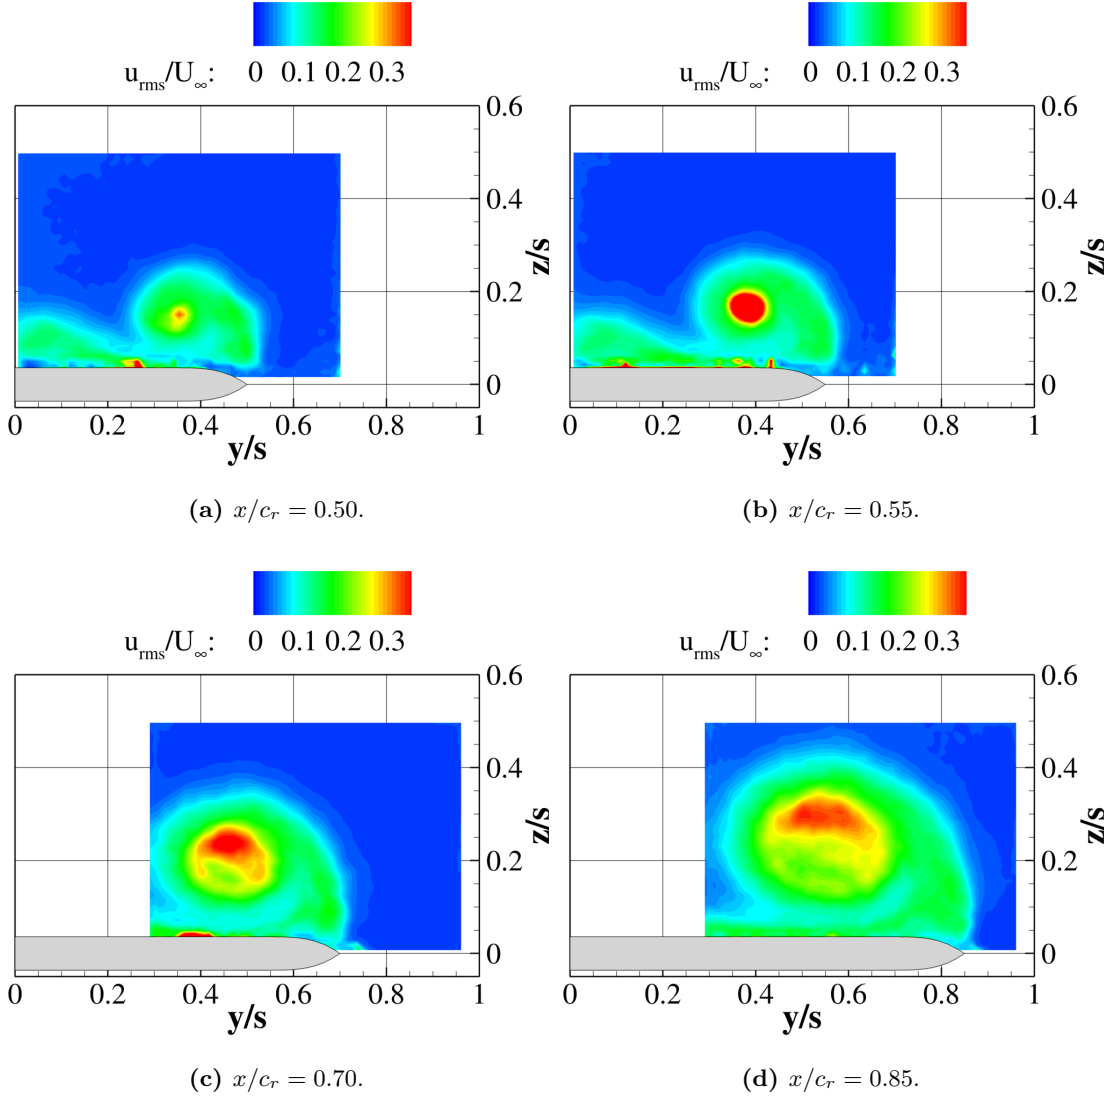 u_rms/U_∞: 0 0.1 0.2 0.3
u_rms/U_∞: 0 0.1 0.2 0.3
0.6
0.4
z/s
0.2
0
0 0.2 0.4 0.6 0.8 1
y/s
0.6
0.4
z/s
0.2
0
0 0.2 0.4 0.6 0.8 1
y/s
(a) x/c_r = 0.50.
(b) x/c_r = 0.55.
u_rms/U_∞: 0 0.1 0.2 0.3
u_rms/U_∞: 0 0.1 0.2 0.3
0.6
0.4
z/s
0.2
0
0 0.2 0.4 0.6 0.8 1
y/s
0.6
0.4
z/s
0.2
0
0 0.2 0.4 0.6 0.8 1
y/s
(c) x/c_r = 0.70.
(d) x/c_r = 0.85.